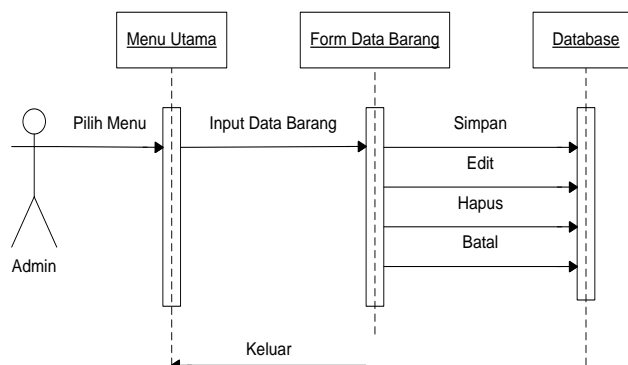 Menu Utama
Form Data Barang
Database
Pilih Menu
Input Data Barang
Simpan
Edit
Hapus
Batal
Admin
Keluar